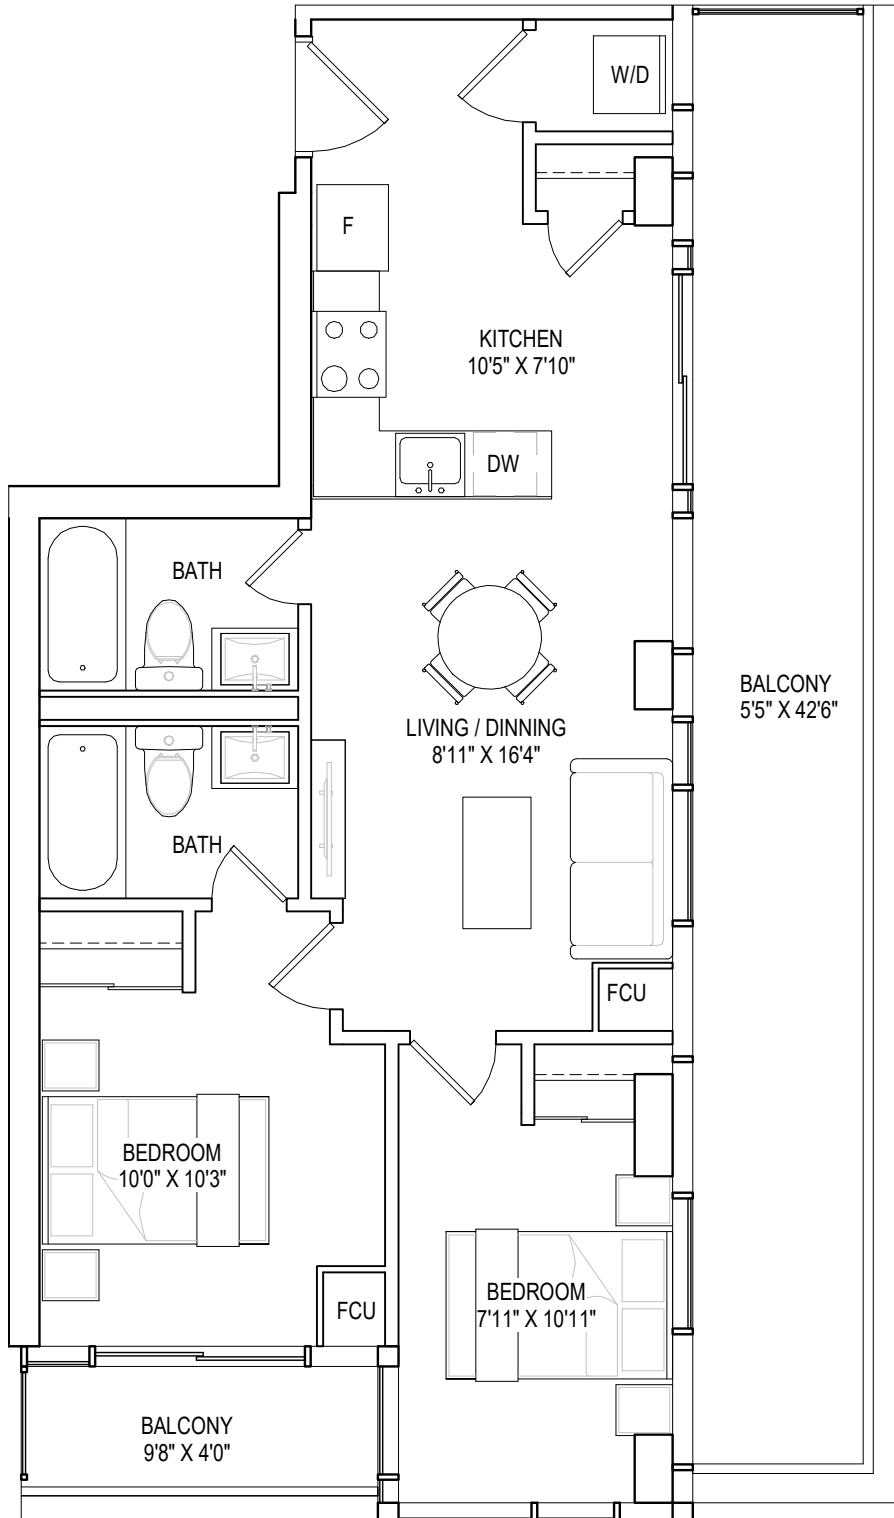 W/D
F
KITCHEN
10'5" X 7'10"
DW
BATH
BALCONY
5'5" X 42'6"
LIVING / DINNING
8'11" X 16'4"
BATH
FCU
BEDROOM
10'0" X 10'3"
BEDROOM
7'11" X 10'11"
FCU
BALCONY
9'8" X 4'0"